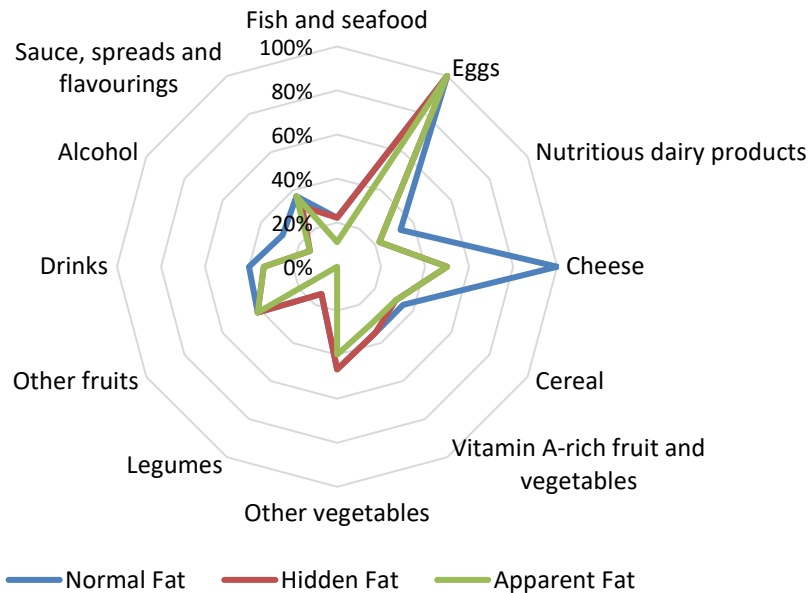 Fish and seafood
Sauce, spreads and
flavourings
100%
Eggs
80%
Alcohol
60%
Nutritious dairy products
40%
20%
Drinks
0%
Cheese
Other fruits
Cereal
Legumes
Vitamin A-rich fruit and
vegetables
Other vegetables
Normal Fat
Hidden Fat
Apparent Fat